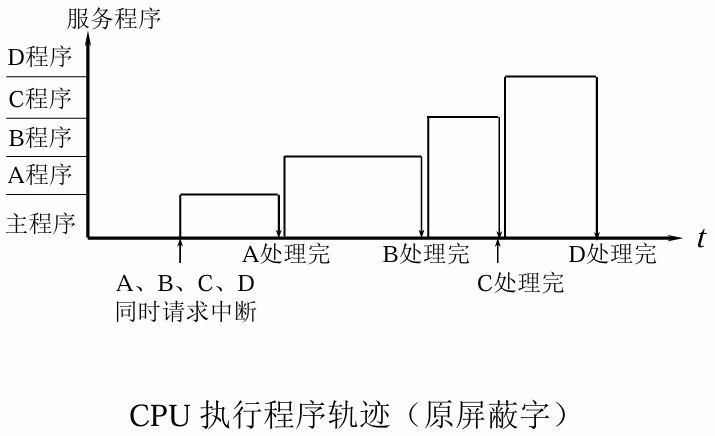 服务程序
D程序
C程序
B程序
A程序
主程序
t
A处理完
B处理完
D处理完
A、B、C、D
同时请求中断
C处理完
CPU 执行程序轨迹（原屏蔽字）